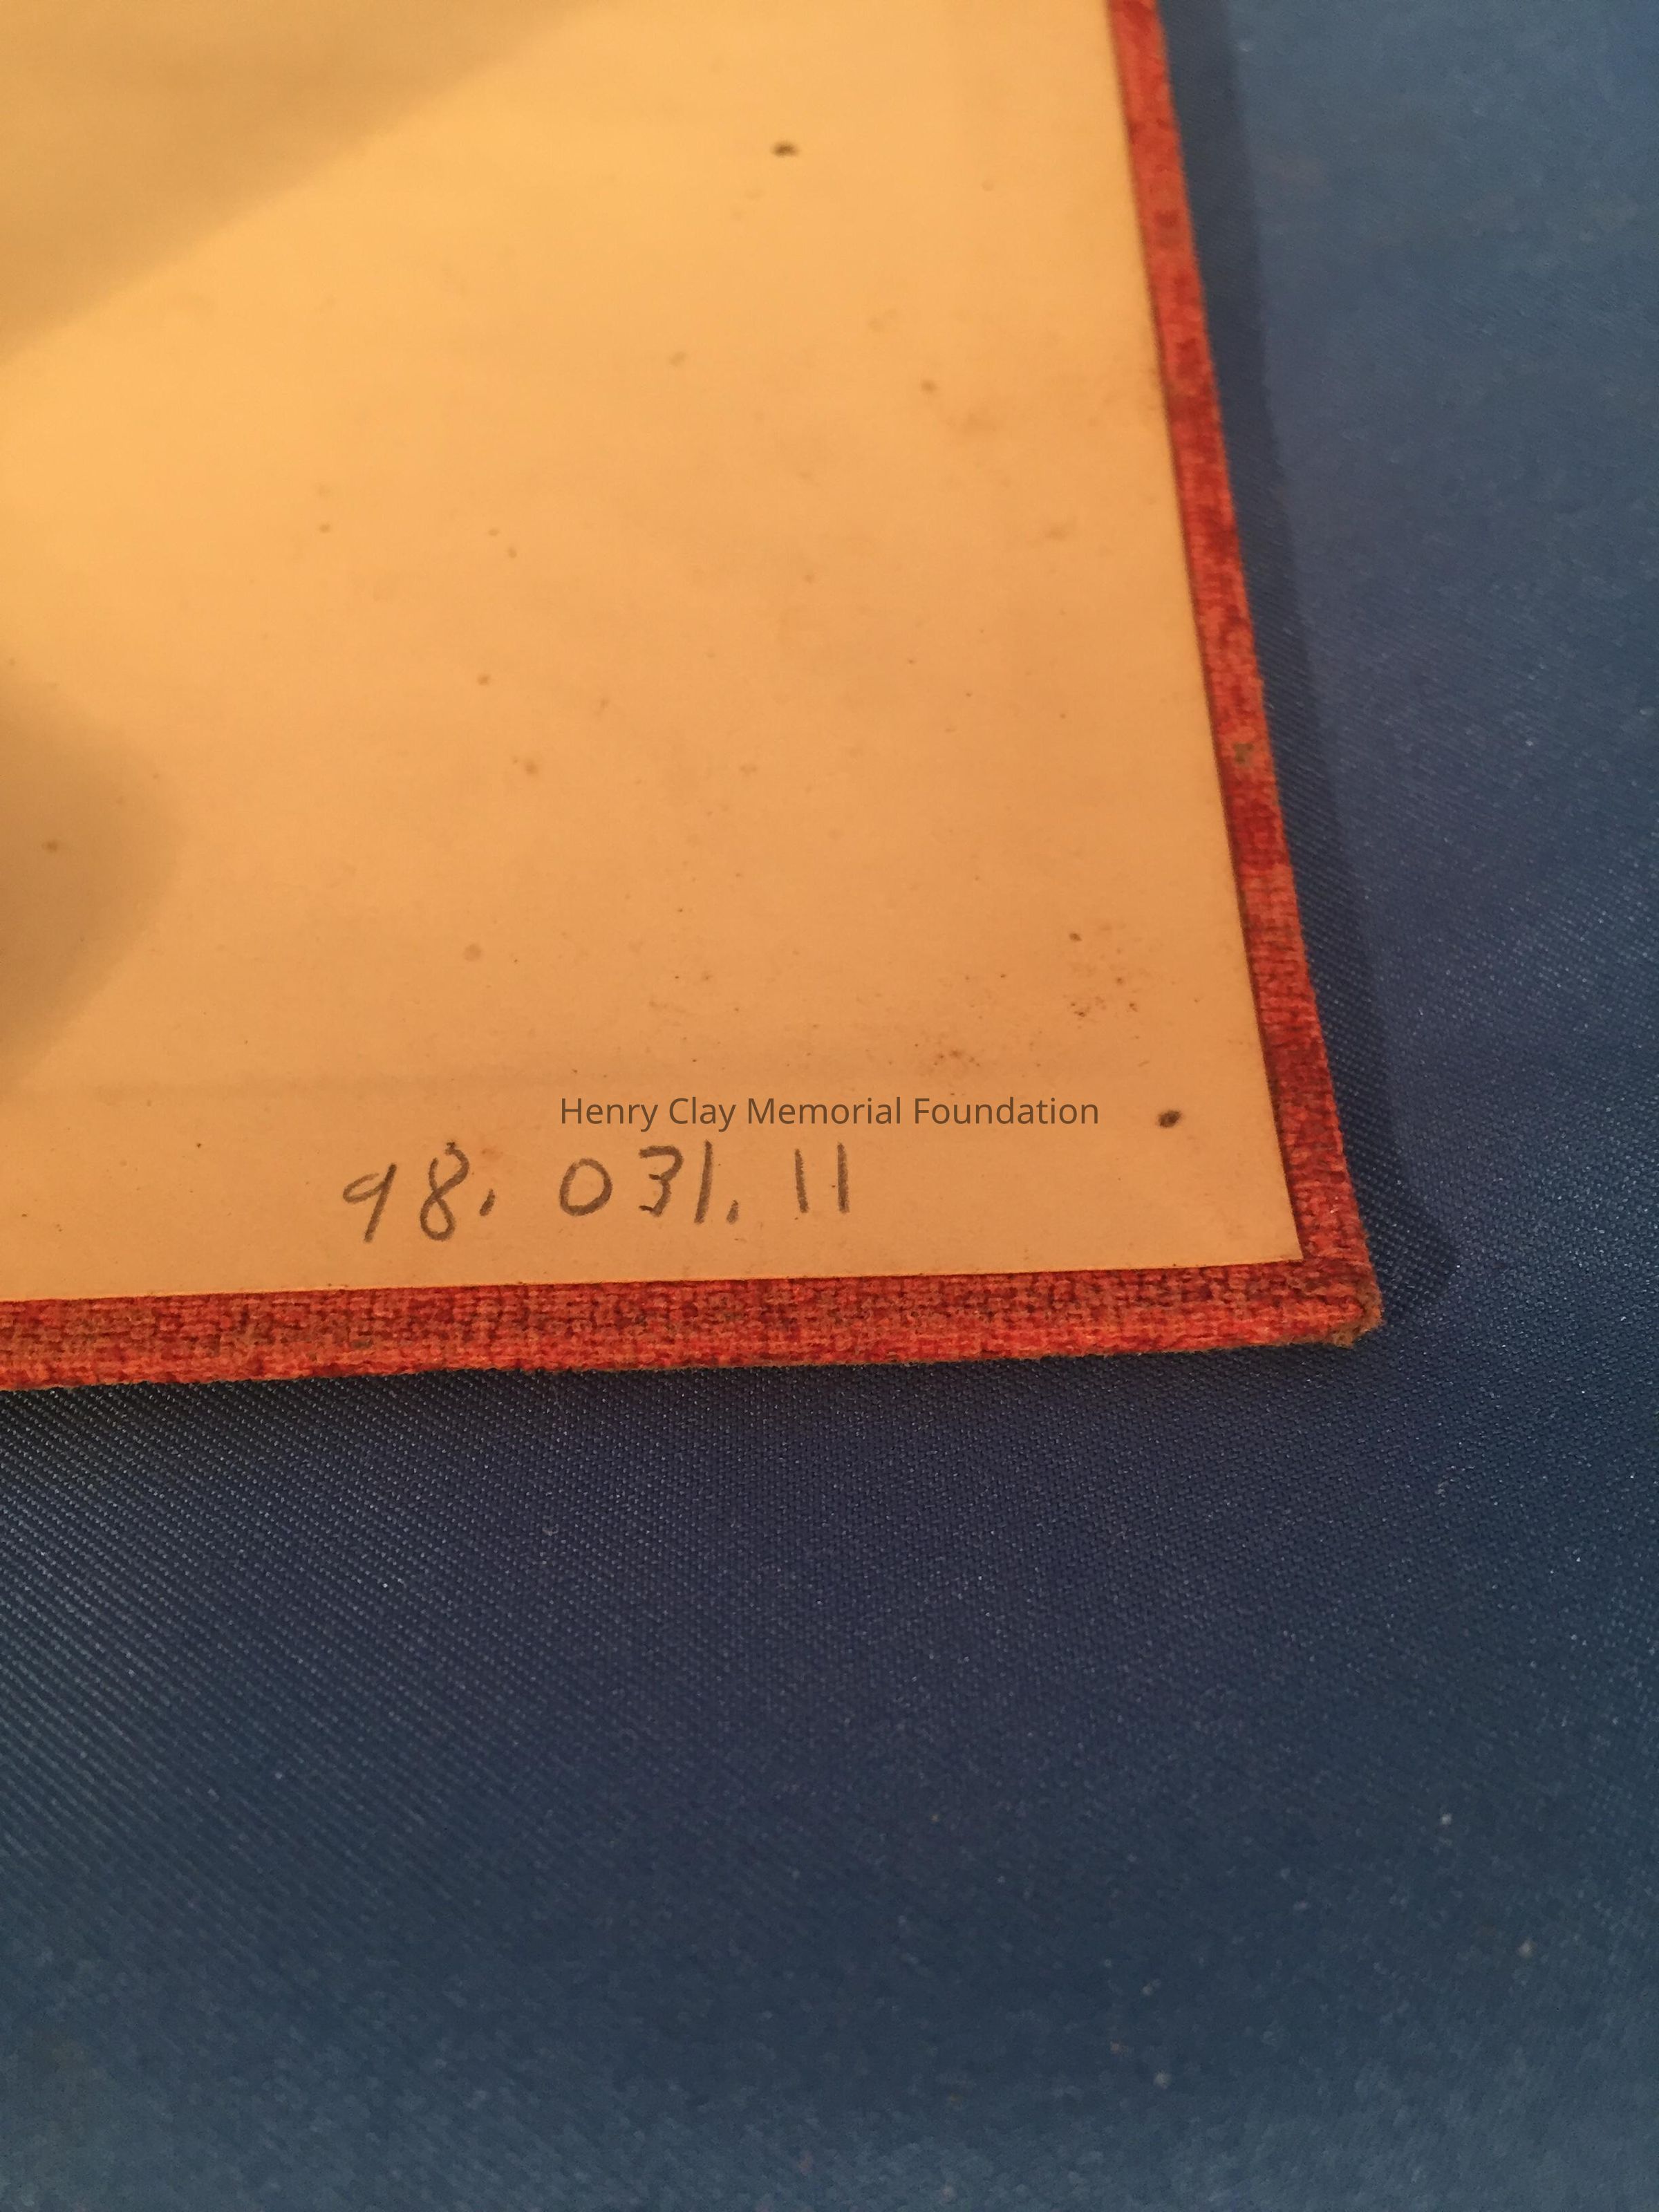 Henry Clay Memorial Foundation
98. 031. 11